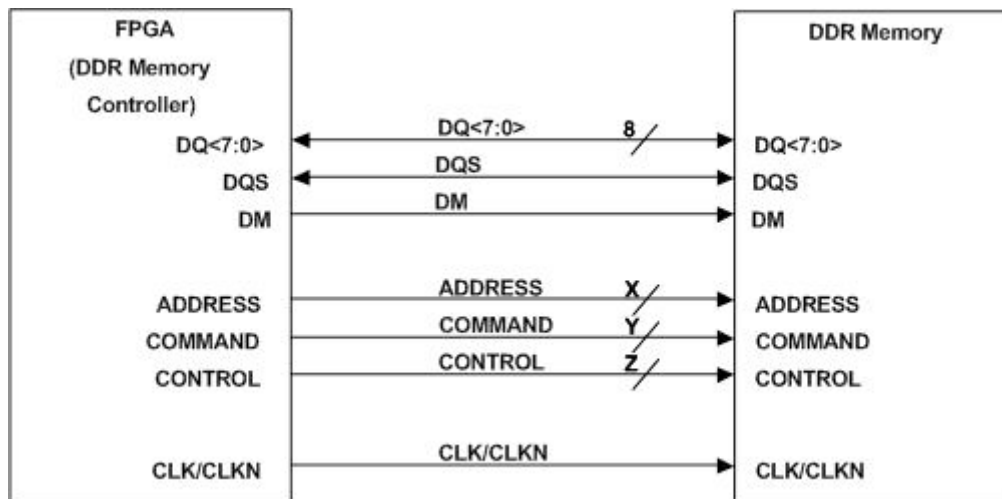 FPGA
(DDR Memory
Controller)
DDR Memory
DQ<7:0>
DQ<7:0>
8
DQ<7:0>
DQS
DQS
DQS
DM
DM
DM
ADDRESS
ADDRESS
X
ADDRESS
COMMAND
COMMAND
Y
COMMAND
CONTROL
CONTROL
Z
CONTROL
CLK/CLKN
CLK/CLKN
CLK/CLKN